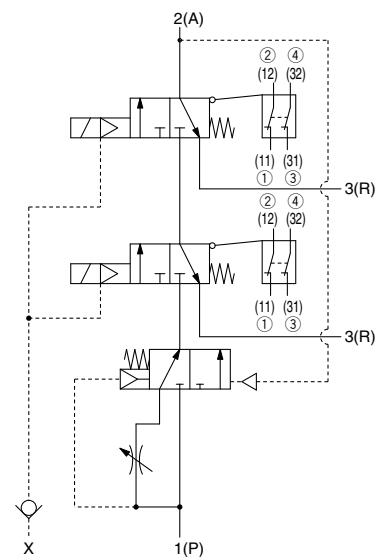 2(A)
② ④
(12) (32)
(11) (31)
① ③
3(R)
② ④
(12) (32)
(11) (31)
① ③
3(R)
X
1(P)